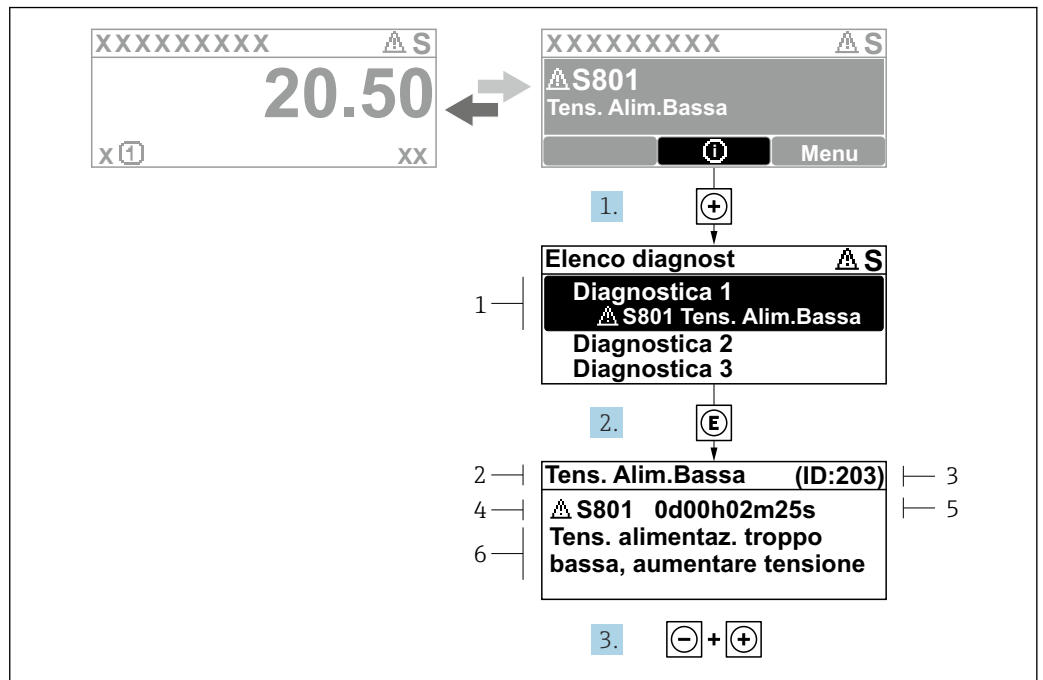 XXXXXXXXX ⚠ S
20.50
x ① xx
XXXXXXXXX ⚠ S
⚠ S801
Tens. Alim.Bassa
ⓘ Menu
1. +
Elenco diagnost ⚠ S
1
Diagnostica 1
⚠ S801 Tens. Alim.Bassa
Diagnostica 2
Diagnostica 3
2. E
2 Tens. Alim.Bassa (ID:203) 3
4 ⚠ S801 0d00h02m25s 5
6
Tens. alimentaz. troppo
bassa, aumentare tensione
3. - + +